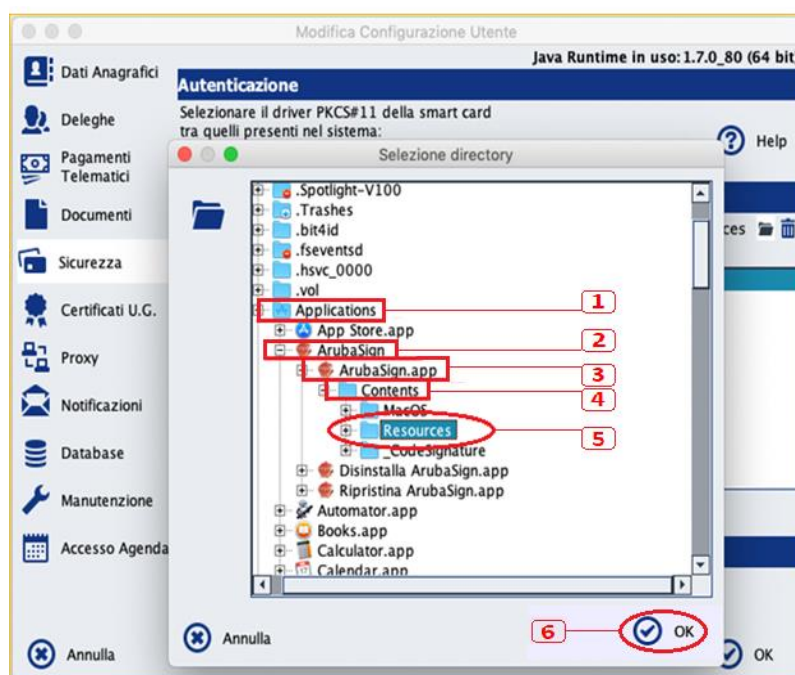 Modifica Configurazione Utente
Java Runtime in uso: 1.7.0_80 (64 bit)
Dati Anagrafici
Deleghe
Pagamenti
Telematici
Documenti
Sicurezza
Certificati U.G.
Proxy
Notificazioni
Database
Manutenzione
Accesso Agenda
Annulla
Autenticazione
Selezionare il driver PKCS#11 della smart card
tra quelli presenti nel sistema:
Help
ces
OK
Selezione directory
.Spotlight-V100
.Trashes
.bit4id
.fseventsd
.hsvc_0000
.vol
Applications
1
App Store.app
ArubaSign
2
ArubaSign.app
3
Contents
4
MacOS
Resources
5
_CodeSignature
Disinstalla ArubaSign.app
Ripristina ArubaSign.app
Automator.app
Books.app
Calculator.app
Calendar.app
Annulla
6
OK